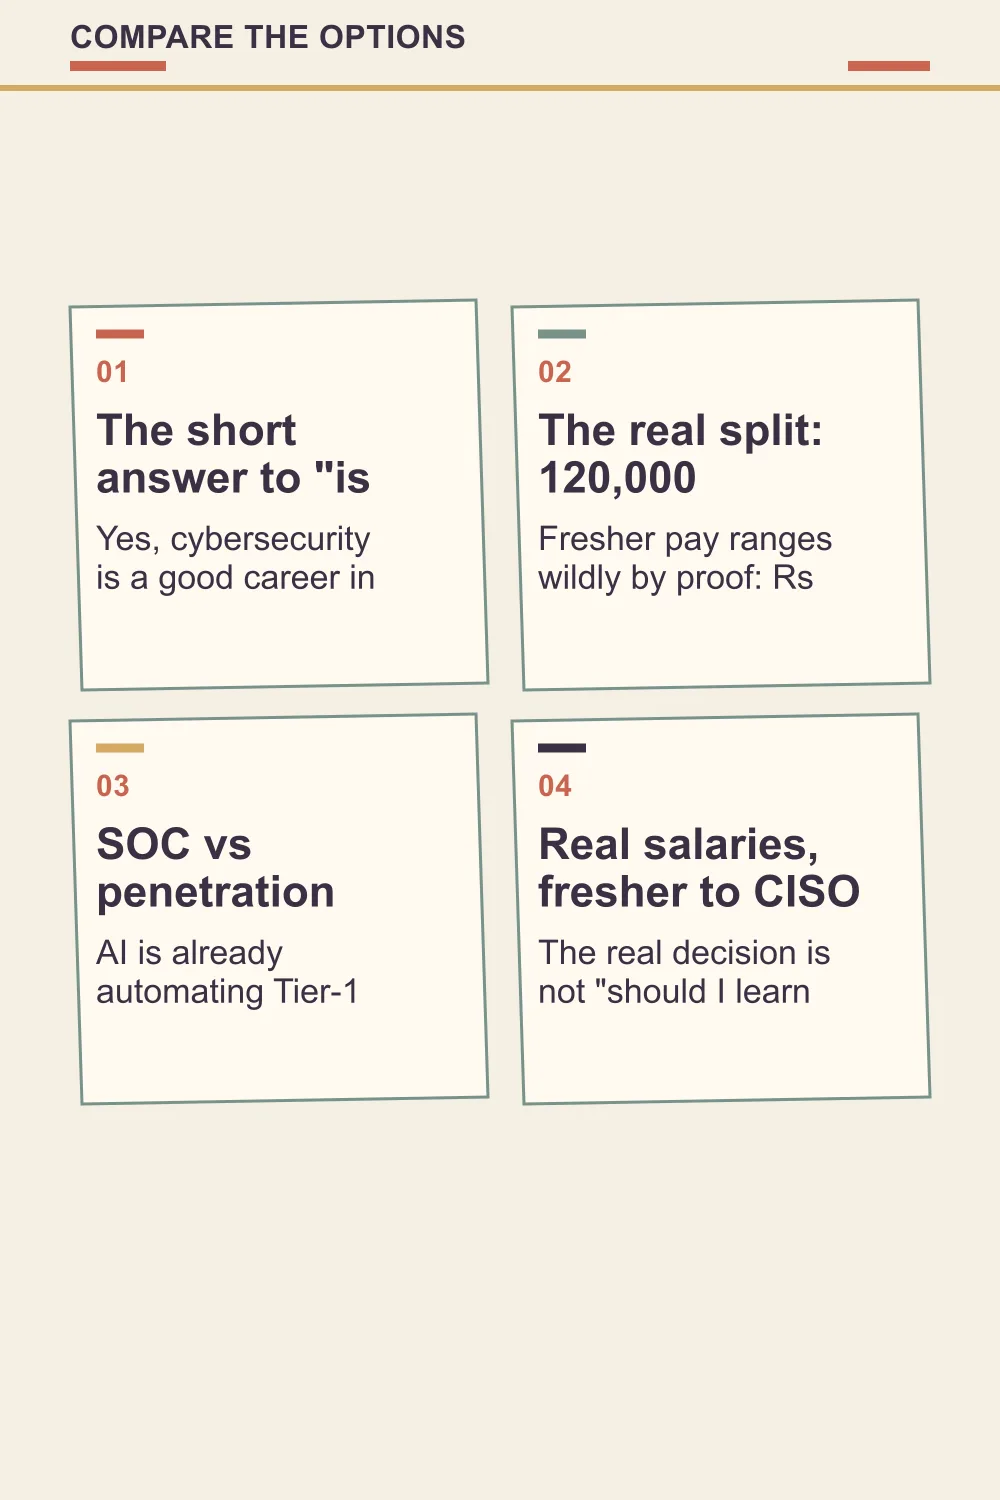 COMPARE THE OPTIONS
01
The short
answer to "is
Yes, cybersecurity
is a good career in
02
The real split:
120,000
Fresher pay ranges
wildly by proof: Rs
03
SOC vs
penetration
AI is already
automating Tier-1
04
Real salaries,
fresher to CISO
The real decision is
not "should I learn